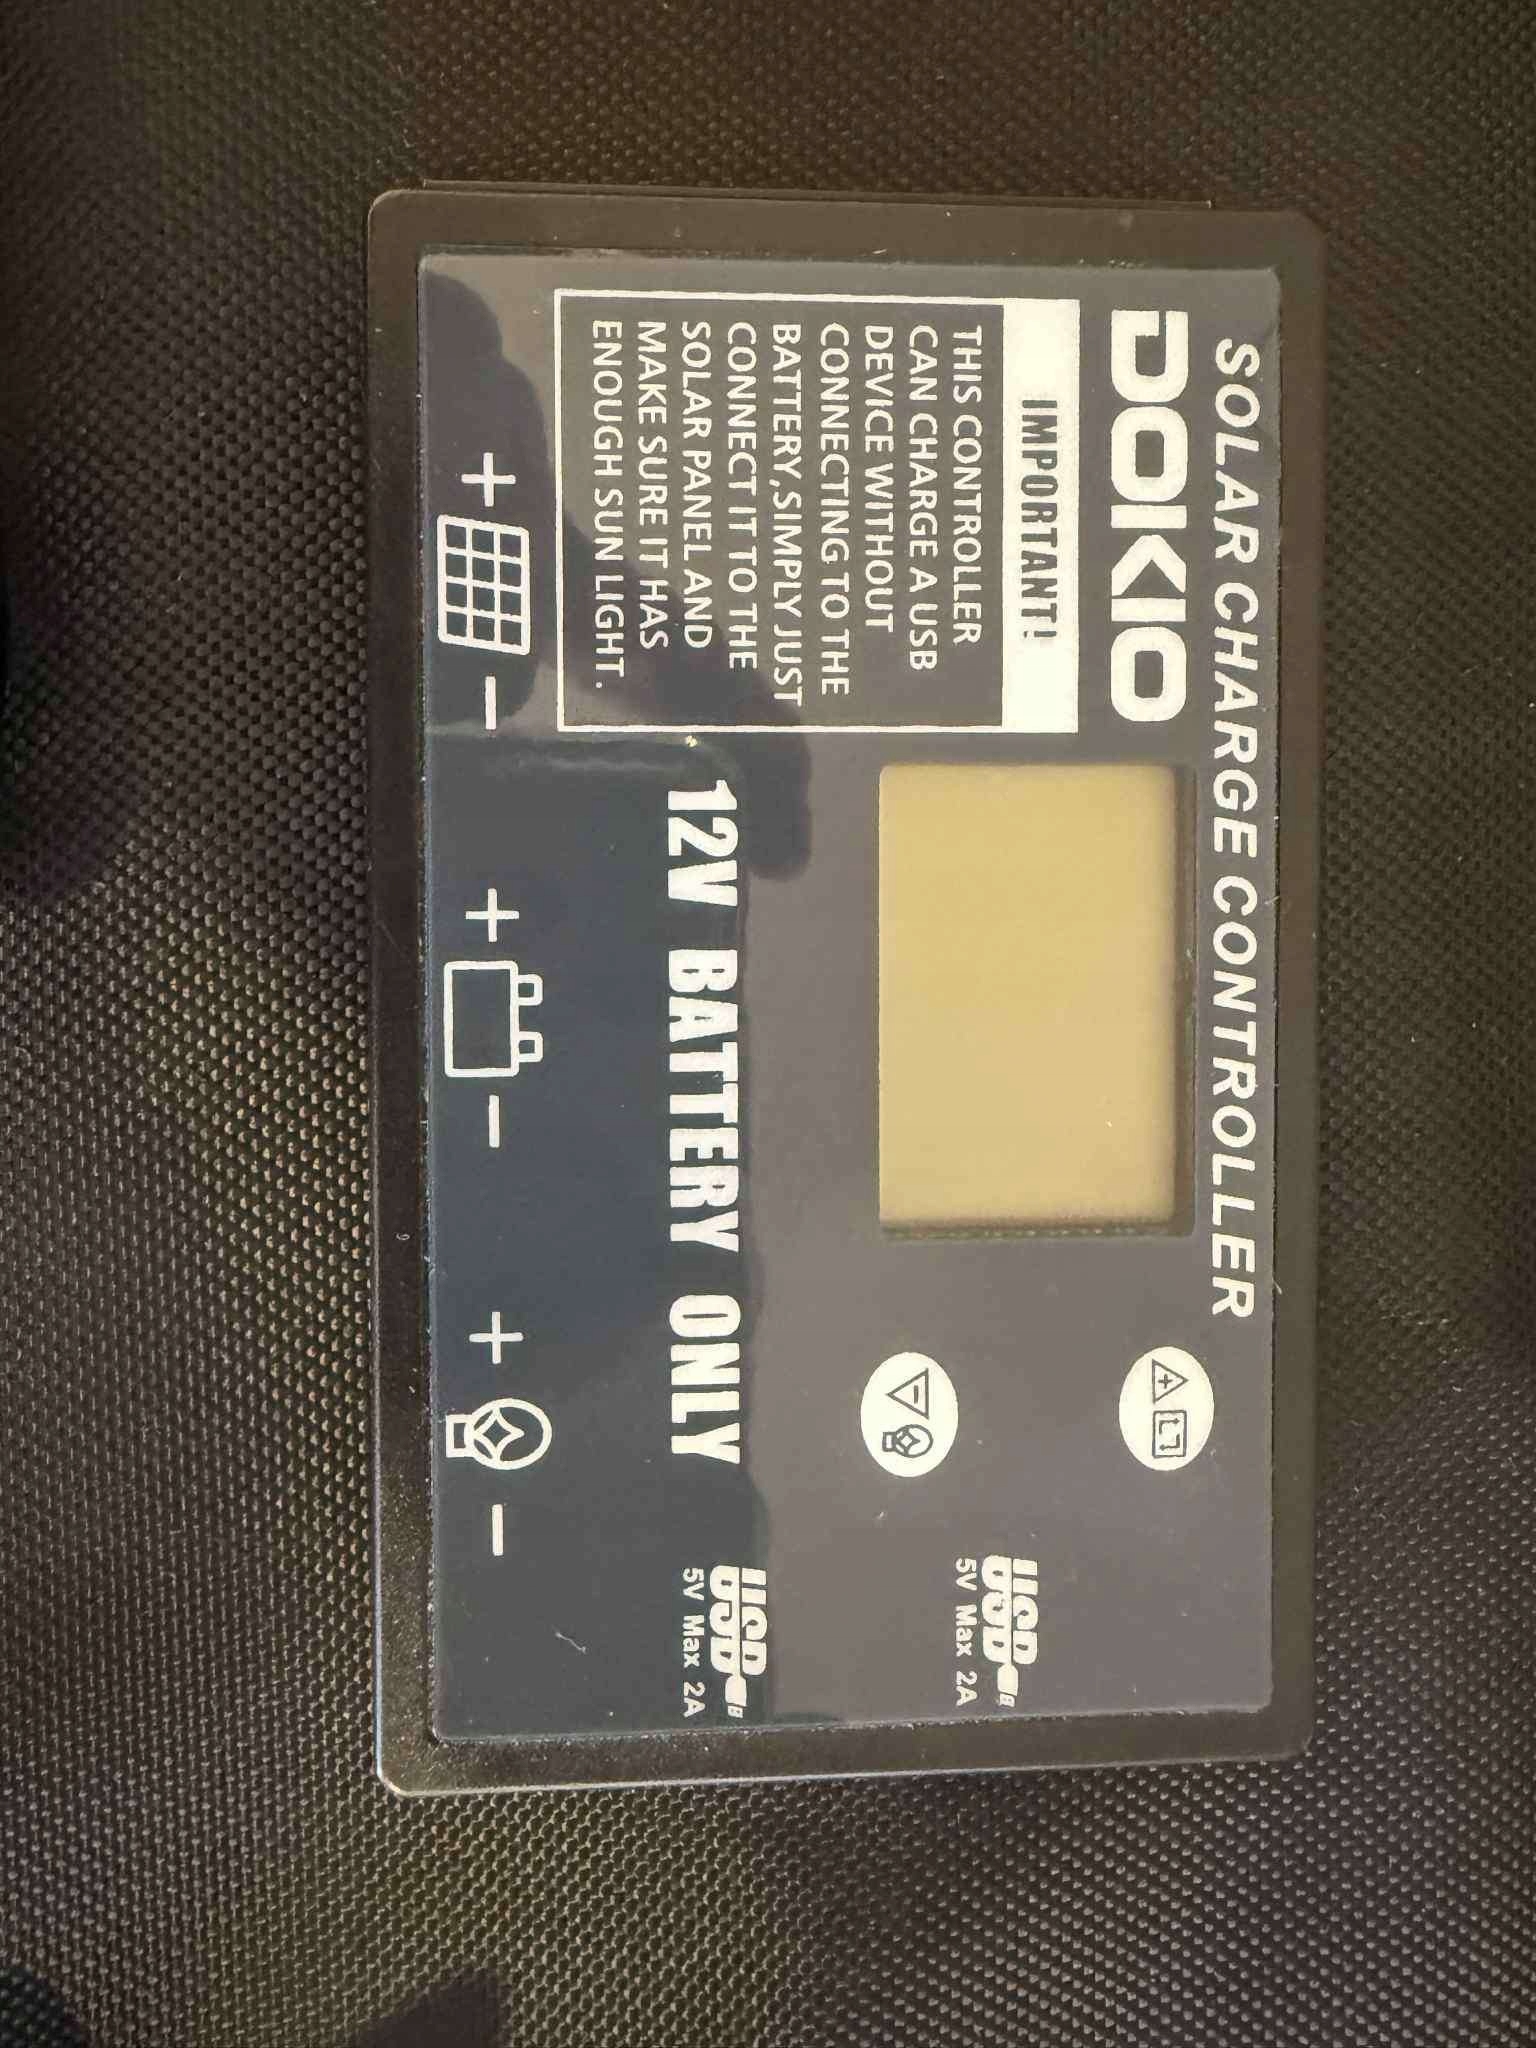 SOLAR CHARGE CONTROLLER
DOKIO
IMPORTANT!
THIS CONTROLLER
CAN CHARGE A USB
DEVICE WITHOUT
CONNECTING TO THE
BATTERY,SIMPLY JUST
CONNECT IT TO THE
SOLAR PANEL AND
MAKE SURE IT HAS
ENOUGH SUN LIGHT.
USB
5V Max 2A
12V BATTERY ONLY
USB
5V Max 2A
+ −
+ −
+ −